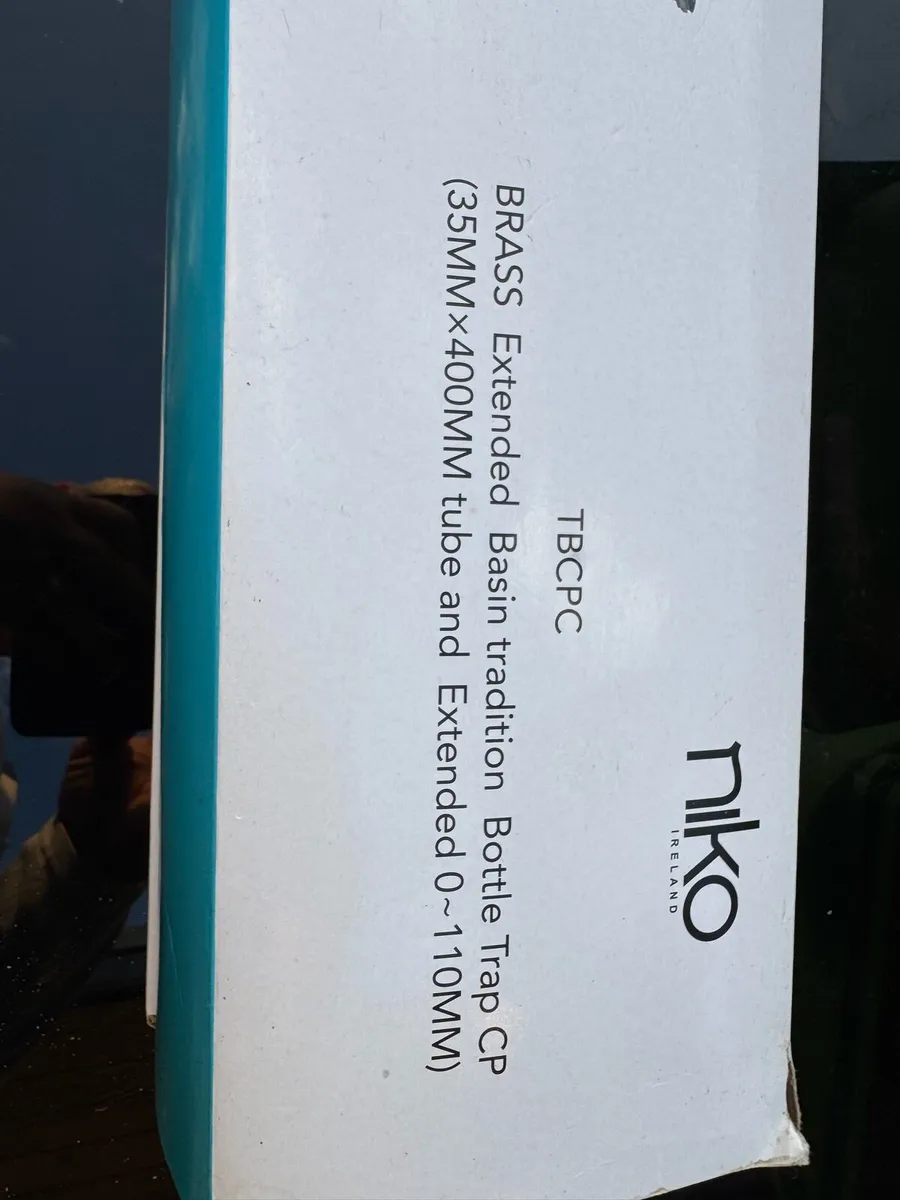 niko
IRELAND
TBCPC
BRASS Extended Basin tradition Bottle Trap CP
(35MM×400MM tube and Extended 0~110MM)